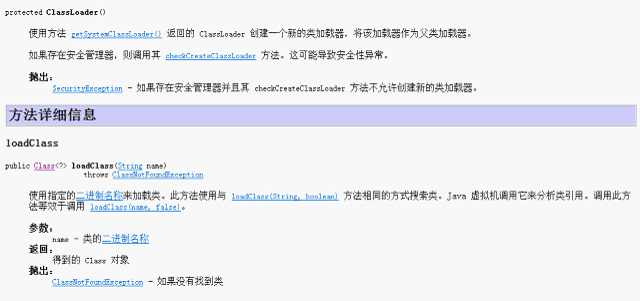 protected ClassLoader()
使用方法 getSystemClassLoader() 返回的 ClassLoader 创建一个新的类加载器，将该加载器作为父类加载器。
如果存在安全管理器，则调用其 checkCreateClassLoader 方法。这可能导致安全性异常。
抛出：
SecurityException - 如果存在安全管理器并且其 checkCreateClassLoader 方法不允许创建新的类加载器。
方法详细信息
loadClass
public Class<?> loadClass(String name)
throws ClassNotFoundException
使用指定的二进制名称来加载类。此方法使用与 loadClass(String, boolean) 方法相同的方式搜索类。Java 虚拟机调用它来分析类引用。调用此方
法等效于调用 loadClass(name, false)。
参数：
name - 类的二进制名称
返回：
得到的 Class 对象
抛出：
ClassNotFoundException - 如果没有找到类